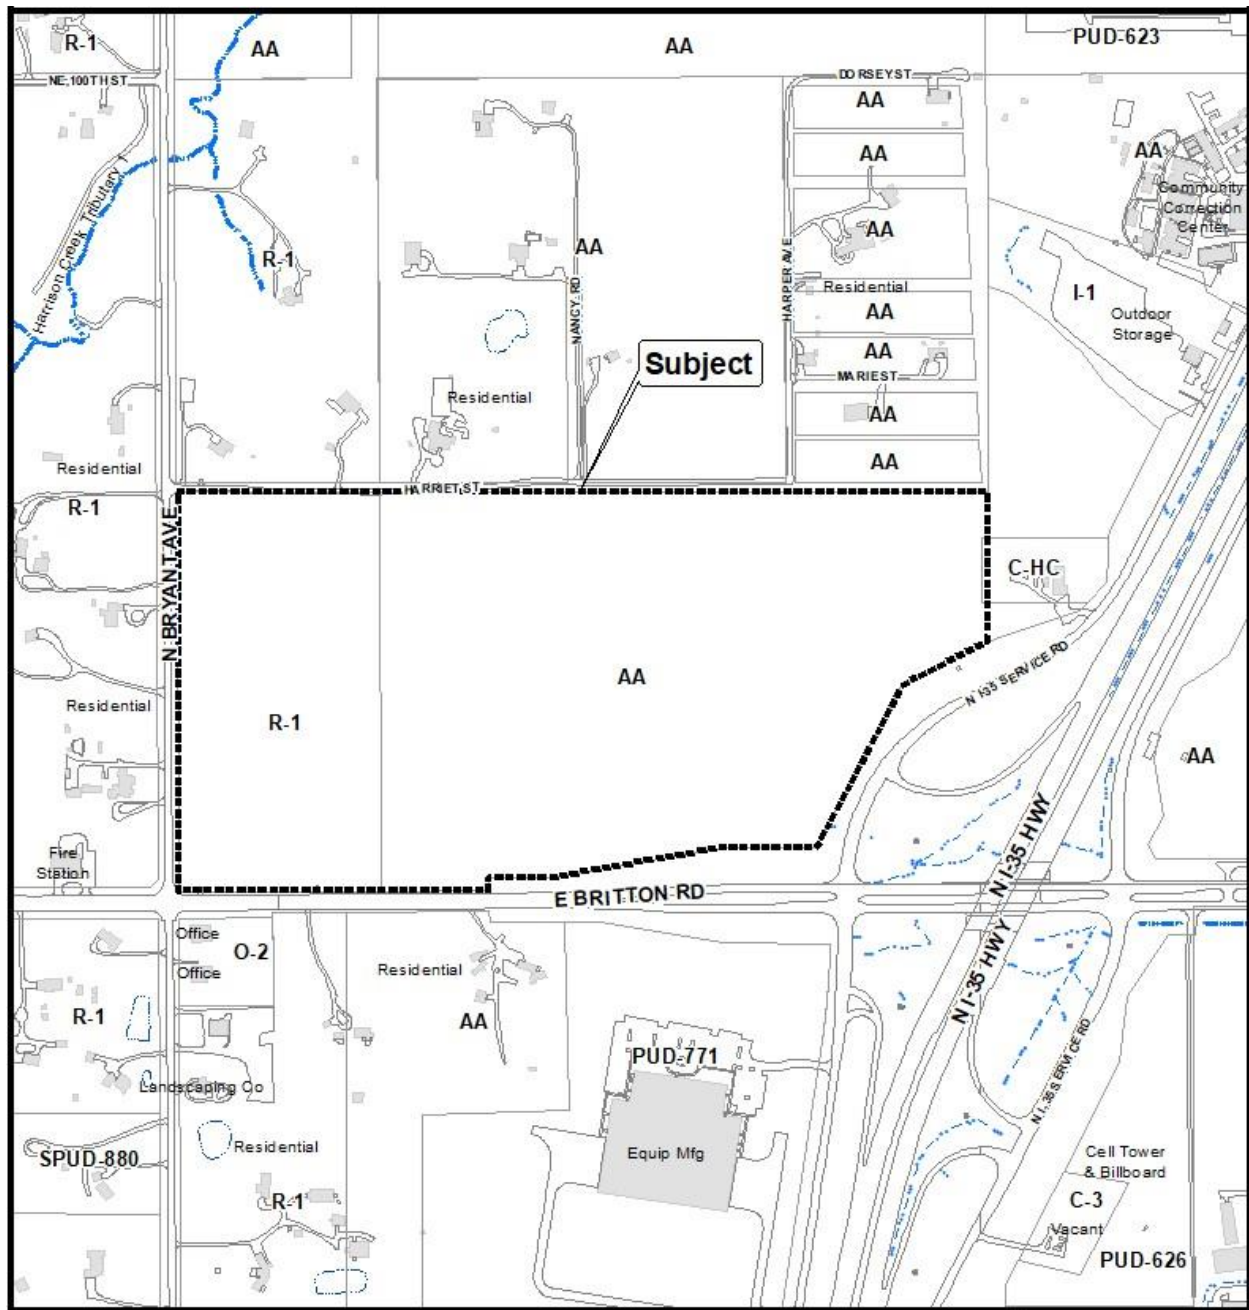 R-1
AA
AA
PUD-623
NE 100TH ST
DORSEY ST
AA
AA
AA
Community
Correction
Center
Harrison Creek Tributary
R-1
AA
AA
NANCY RD
HARPER AVE
Residential
I-1
AA
Outdoor
Storage
Subject
AA
MARIE ST
Residential
AA
Residential
AA
HARRIET ST
R-1
N BRYANT AVE
C-HC
N I-35 SERVICE RD
AA
Residential
R-1
AA
N I-35 HWY
Fire
Station
E BRITTON RD
Office
O-2
Office
Residential
N I-35 HWY
R-1
AA
PUD-771
N I-35 SERVICE RD
Landscaping Co
SPUD-880
Residential
Equip Mfg
Cell Tower
& Billboard
R-1
C-3
Vacant
PUD-626